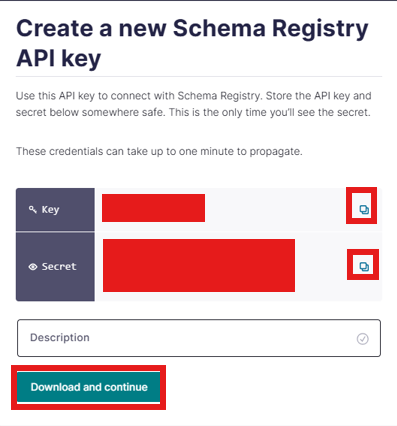 Create a new Schema Registry
API key
Use this API key to connect with Schema Registry. Store the API key and
secret below somewhere safe. This is the only time you'll see the secret.
These credentials can take up to one minute to propagate.
Key
Secret
Description
Download and continue